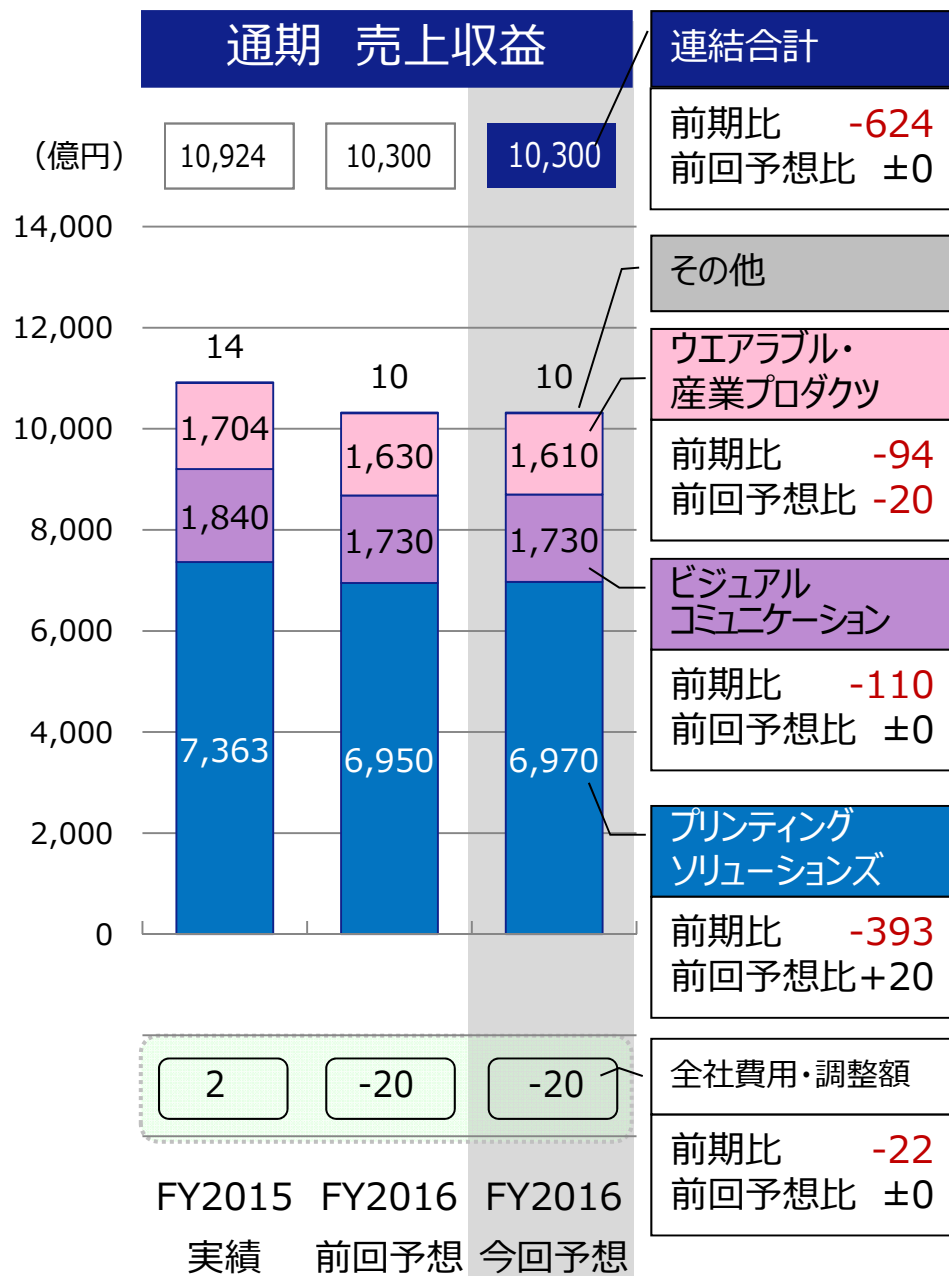 通期 売上収益
（億円）
10,924
10,300
10,300
14,000
12,000
10,000
8,000
6,000
4,000
2,000
0
14
10
10
1,704
1,630
1,610
1,840
1,730
1,730
7,363
6,950
6,970
2
-20
-20
FY2015
実績
FY2016
前回予想
FY2016
今回予想
連結合計
前期比 -624
前回予想比 ±0
その他
ウエアラブル・
産業プロダクツ
前期比 -94
前回予想比 -20
ビジュアル
コミュニケーション
前期比 -110
前回予想比 ±0
プリンティング
ソリューションズ
前期比 -393
前回予想比+20
全社費用・調整額
前期比 -22
前回予想比 ±0